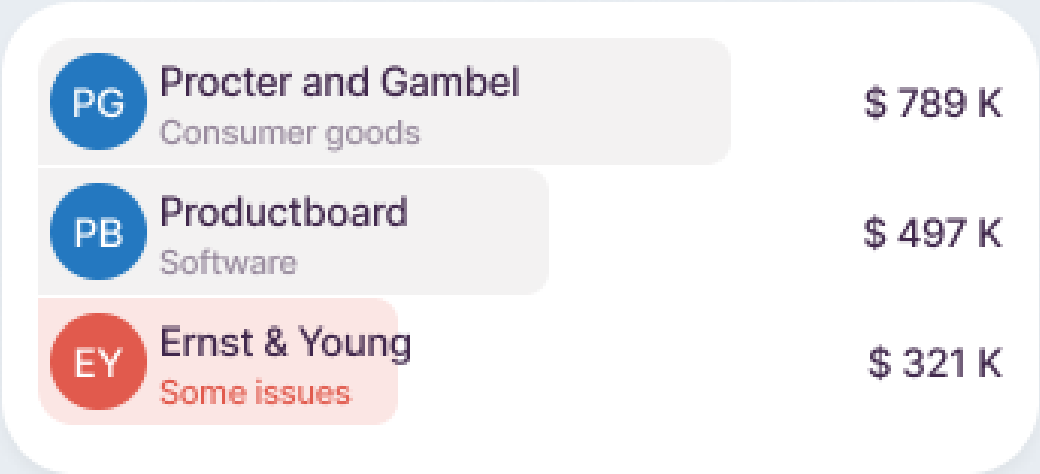 PG
Procter and Gambel
Consumer goods
$ 789 K
PB
Productboard
Software
$ 497 K
EY
Ernst & Young
Some issues
$ 321 K